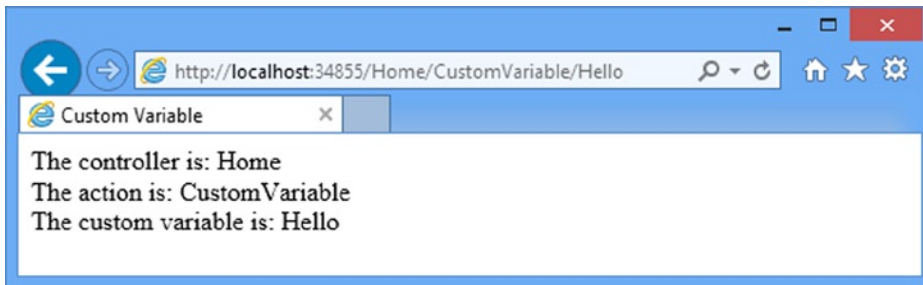 http://localhost:34855/Home/CustomVariable/Hello
Custom Variable
The controller is: Home
The action is: CustomVariable
The custom variable is: Hello